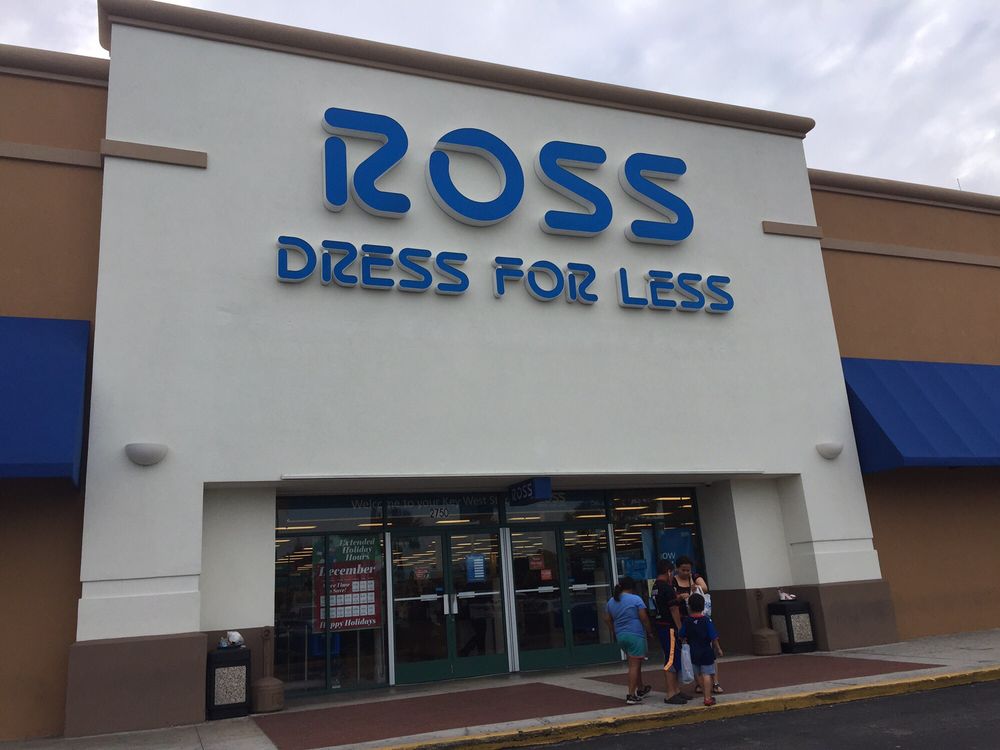 ROSS
DRESS FOR LESS
Welcome to your Key West
ROSS
2750
Extended
Holiday
Hours
December
Happy Holidays